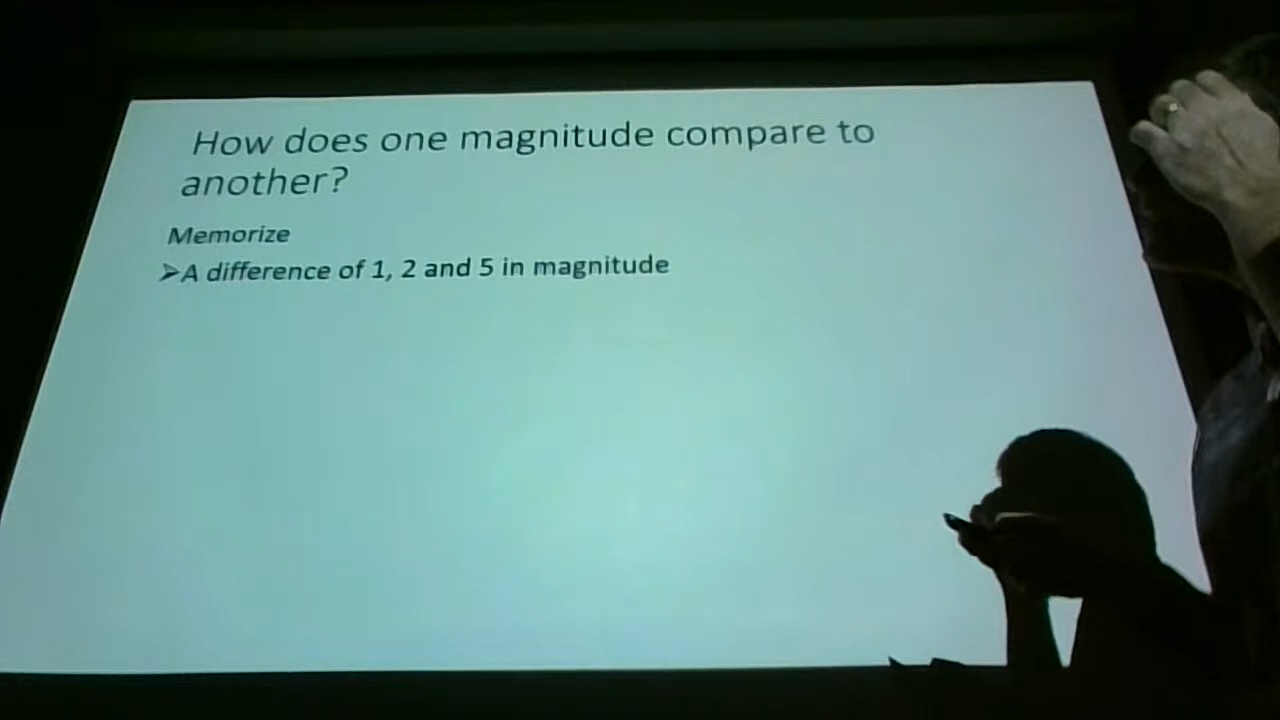 How does one magnitude compare to
another?
Memorize
➢A difference of 1, 2 and 5 in magnitude